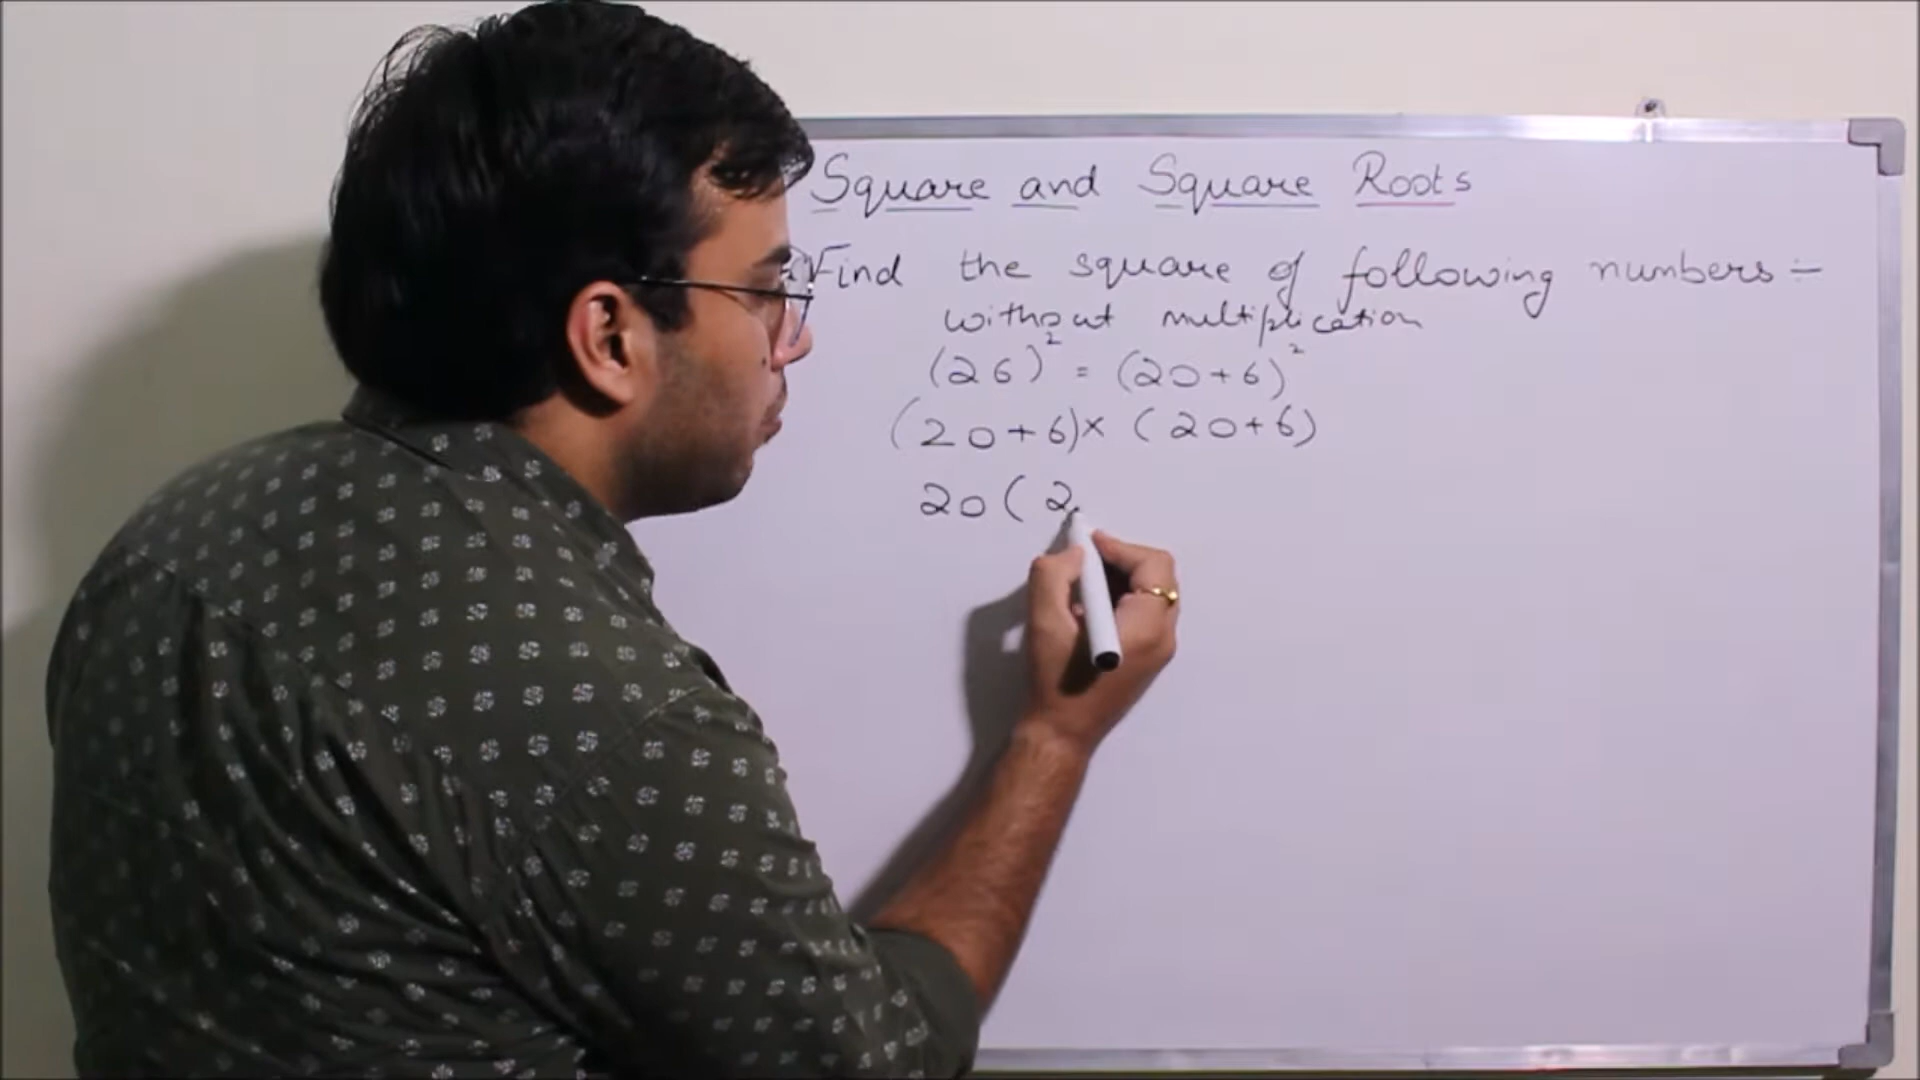 Square and Square Roots
Find the square of following numbers :-
without multiplication
(26)² = (20+6)²
(20+6)× (20+6)
20 ( 2